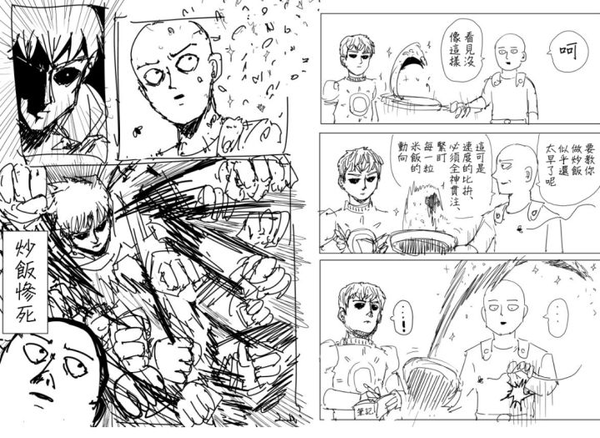 呵
看見沒
像這樣
要教你
做炒飯
似乎還
太早了呢
這可是
速度的比拚、
必須全神貫注、
緊盯
每一粒
米飯的
動向
…
…!
筆記
炒飯慘死